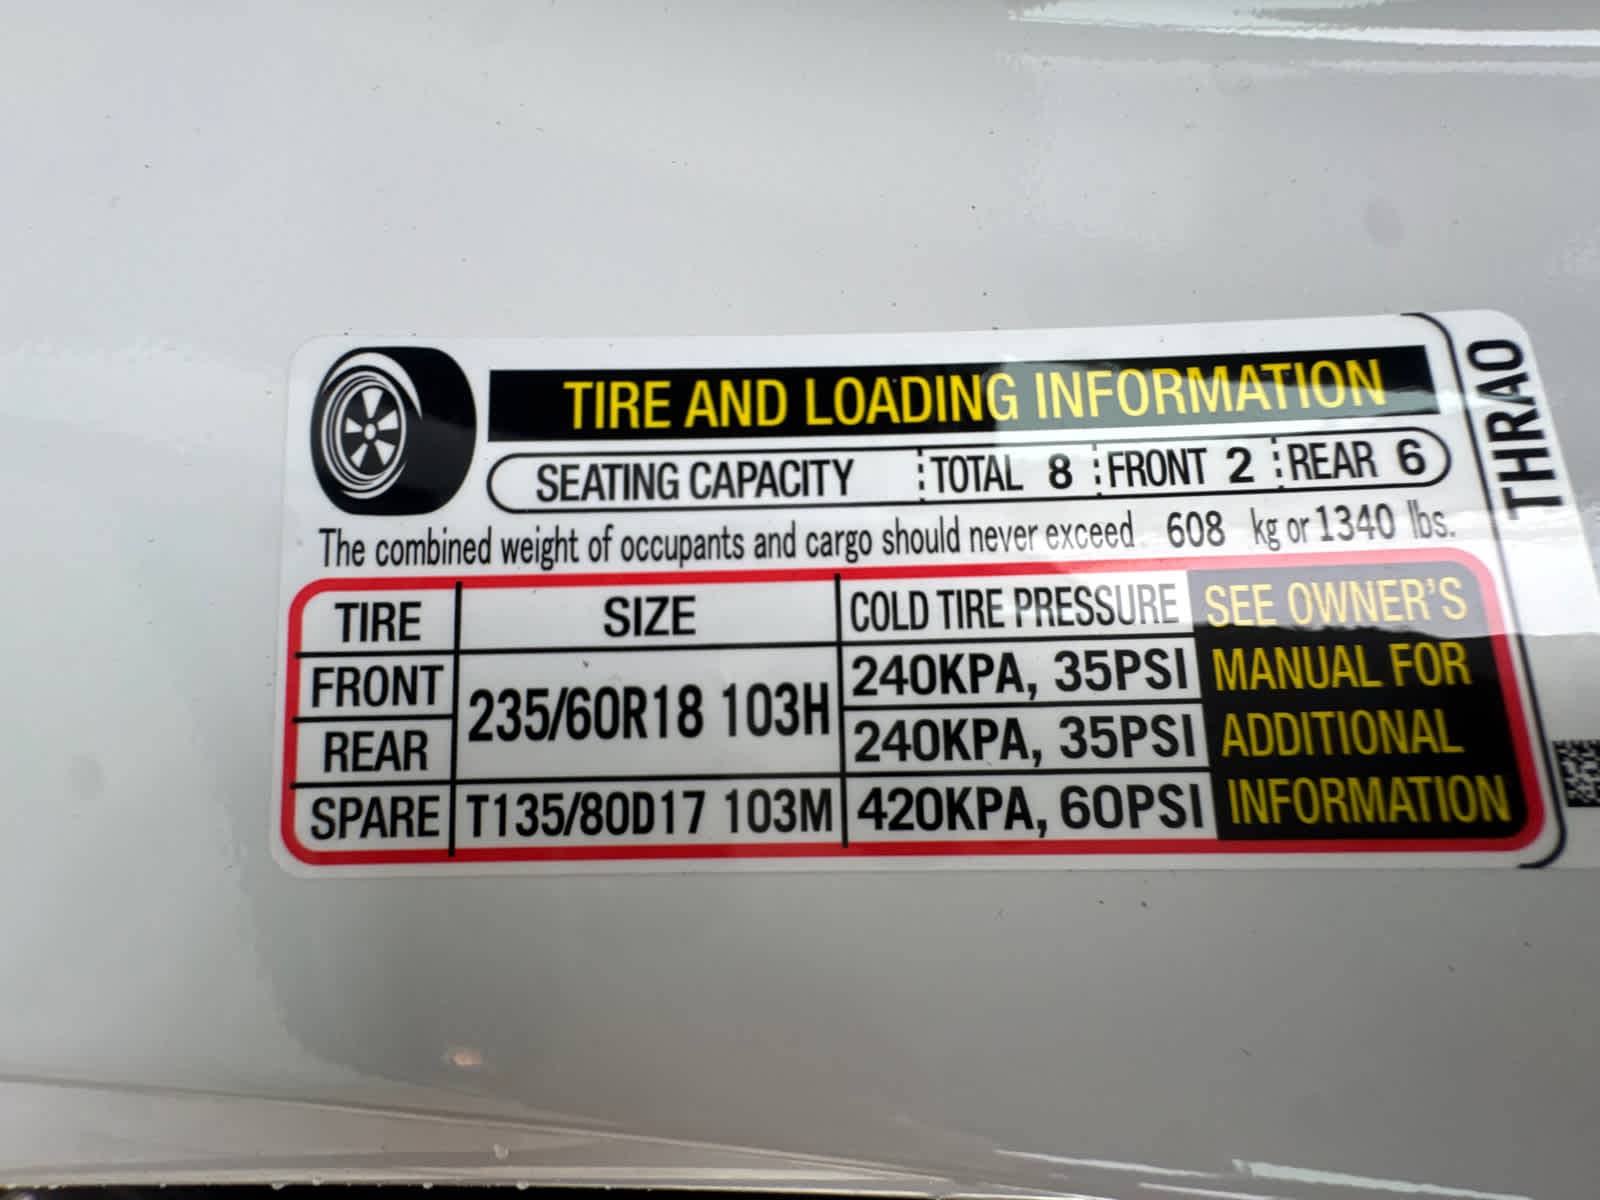 TIRE AND LOADING INFORMATION
SEATING CAPACITY TOTAL 8 FRONT 2 REAR 6
The combined weight of occupants and cargo should never exceed 608 kg or 1340 lbs.
TIRE SIZE COLD TIRE PRESSURE
FRONT 235/60R18 103H 240KPA, 35PSI
REAR 240KPA, 35PSI
SPARE T135/80D17 103M 420KPA, 60PSI
SEE OWNER'S
MANUAL FOR
ADDITIONAL
INFORMATION
THRA0